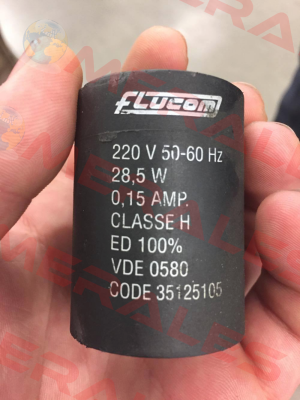 FLUCOM
220 V 50-60 Hz
28,5 W
0,15 AMP.
CLASSE H
ED 100%
VDE 0580
CODE 35125105